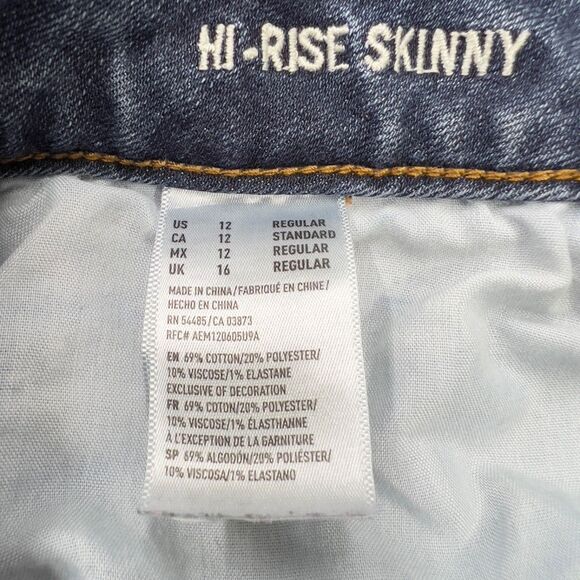 HI-RISE SKINNY
US 12 REGULAR
CA 12 STANDARD
MX 12 REGULAR
UK 16 REGULAR
MADE IN CHINA/FABRIQUÉ EN CHINE/
HECHO EN CHINA
RN 54485/CA 03873
RFC# AEM120605U9A
EN 69% COTTON/20% POLYESTER/
10% VISCOSE/1% ELASTANE
EXCLUSIVE OF DECORATION
FR 69% COTON/20% POLYESTER/
10% VISCOSE/1% ÉLASTHANNE
À L'EXCEPTION DE LA GARNITURE
SP 69% ALGODÓN/20% POLIÉSTER/
10% VISCOSA/1% ELASTANO